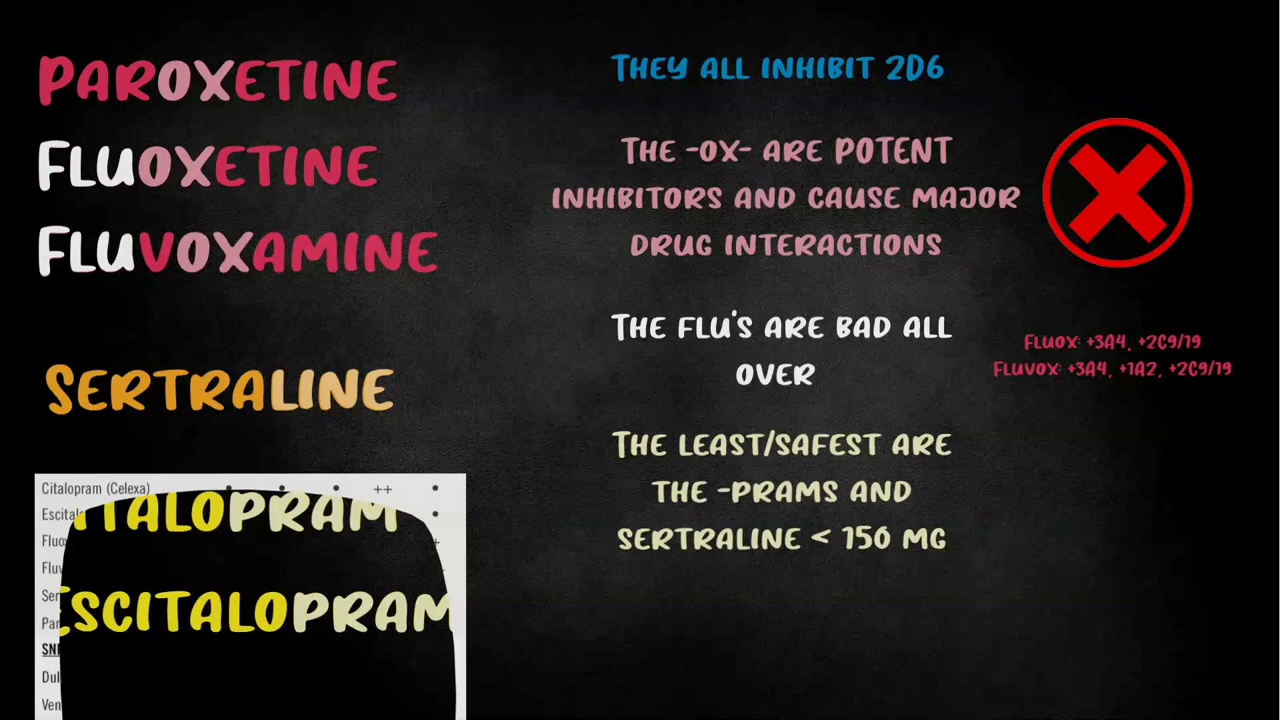 PAROXETINE
FLUOXETINE
FLUVOXAMINE
SERTRALINE
Citalopram (Celexa) • • • ++ •
ITALOPRAM
ESCITALOPRAM
THEY ALL INHIBIT 2D6
THE -OX- ARE POTENT
INHIBITORS AND CAUSE MAJOR
DRUG INTERACTIONS
THE FLU'S ARE BAD ALL
OVER
FLUOX: +3A4, +2C9/19
FLUVOX: +3A4, +1A2, +2C9/19
THE LEAST/SAFEST ARE
THE -PRAMS AND
SERTRALINE < 150 MG